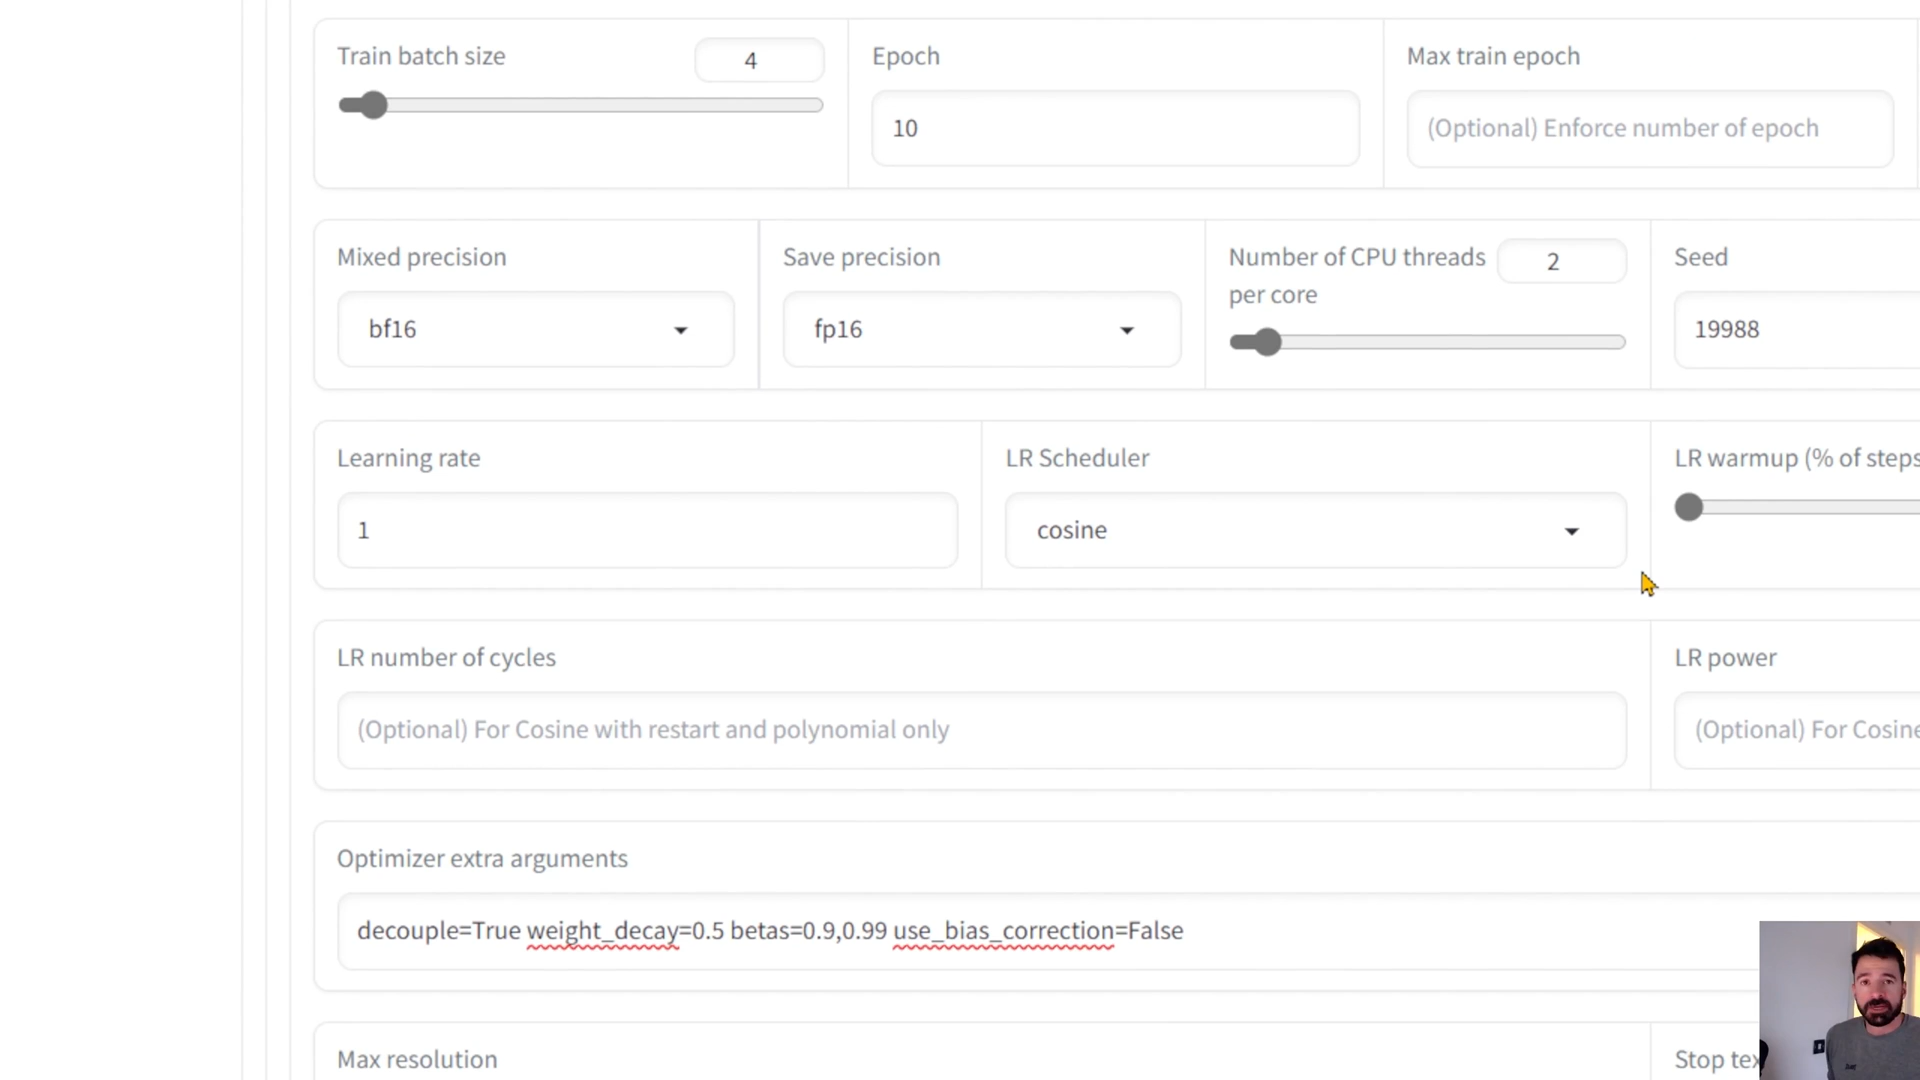 Train batch size
4
Epoch
10
Max train epoch
(Optional) Enforce number of epoch
Mixed precision
bf16
Save precision
fp16
Number of CPU threads
per core
2
Seed
19988
Learning rate
1
LR Scheduler
cosine
LR warmup (% of steps
LR number of cycles
(Optional) For Cosine with restart and polynomial only
LR power
(Optional) For Cosine
Optimizer extra arguments
decouple=True weight_decay=0.5 betas=0.9,0.99 use_bias_correction=False
Max resolution
Stop tex